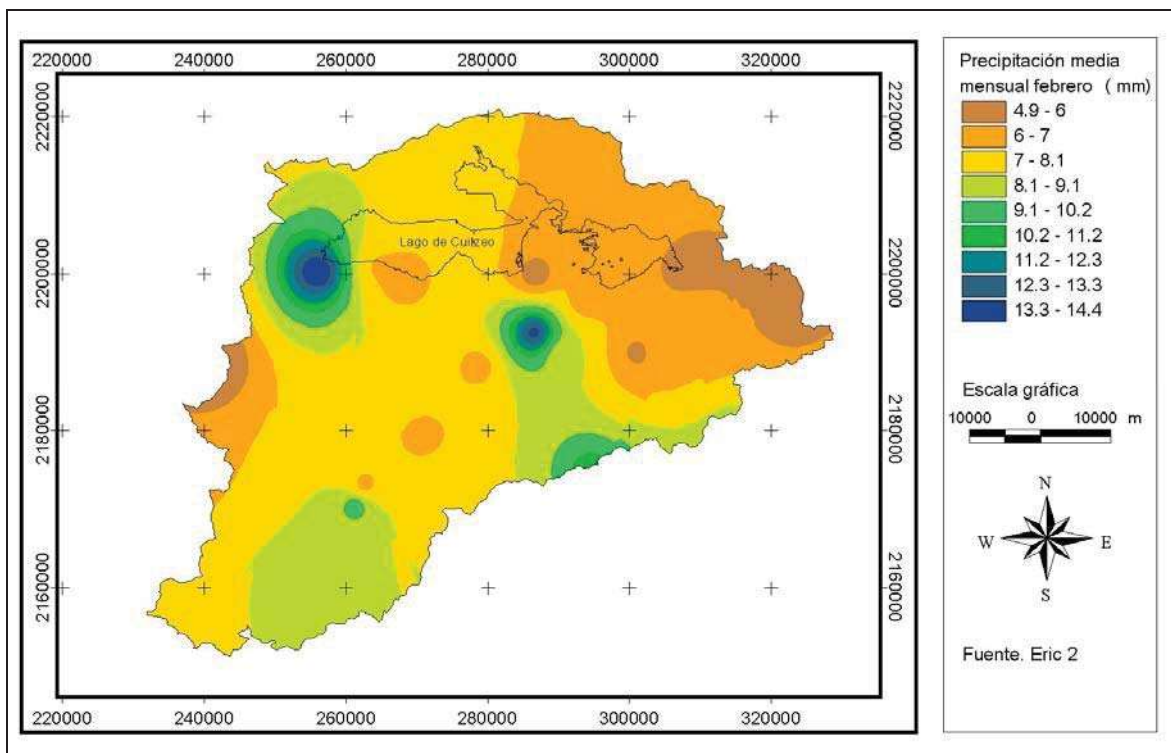 220000 240000 260000 280000 300000 320000
2220000 2220000
2200000 2200000
2180000 2180000
2160000 2160000
Lago de Cuitzeo
220000 240000 260000 280000 300000 320000
Precipitación media
mensual febrero ( mm)
4.9 - 6
6 - 7
7 - 8.1
8.1 - 9.1
9.1 - 10.2
10.2 - 11.2
11.2 - 12.3
12.3 - 13.3
13.3 - 14.4
Escala gráfica
10000 0 10000 m
N
W E
S
Fuente. Eric 2